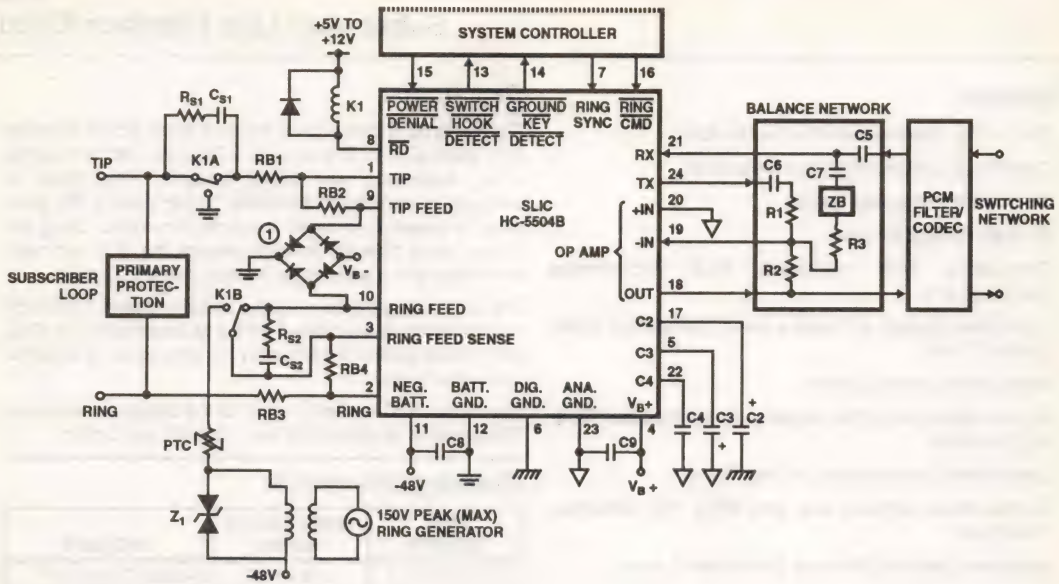 SYSTEM CONTROLLER
+5V TO
+12V
15
13
14
7
16
K1
8
POWER
DENIAL
SWITCH
HOOK
DETECT
GROUND
KEY
DETECT
RING
SYNC
RING
CMD
RD
RS1
CS1
K1A
TIP
RB1
1
TIP
RB2
9
TIP FEED
1
VB-
SUBSCRIBER
LOOP
PRIMARY
PROTEC-
TION
K1B
10
RING FEED
RS2
CS2
3
RING FEED SENSE
RB4
2
RING
RB3
RING
SLIC
HC-5504B
OP AMP
RX
TX
+IN
-IN
OUT
C2
C3
C4
21
24
20
19
18
17
5
22
BALANCE NETWORK
C5
C6
C7
ZB
R1
R3
R2
PCM
FILTER/
CODEC
SWITCHING
NETWORK
NEG.
BATT.
BATT.
GND.
DIG.
GND.
ANA.
GND.
VB+
11
12
6
23
4
C8
C9
-48V
VB+
C4
C3
C2
+
+
PTC
Z1
150V PEAK (MAX)
RING GENERATOR
-48V